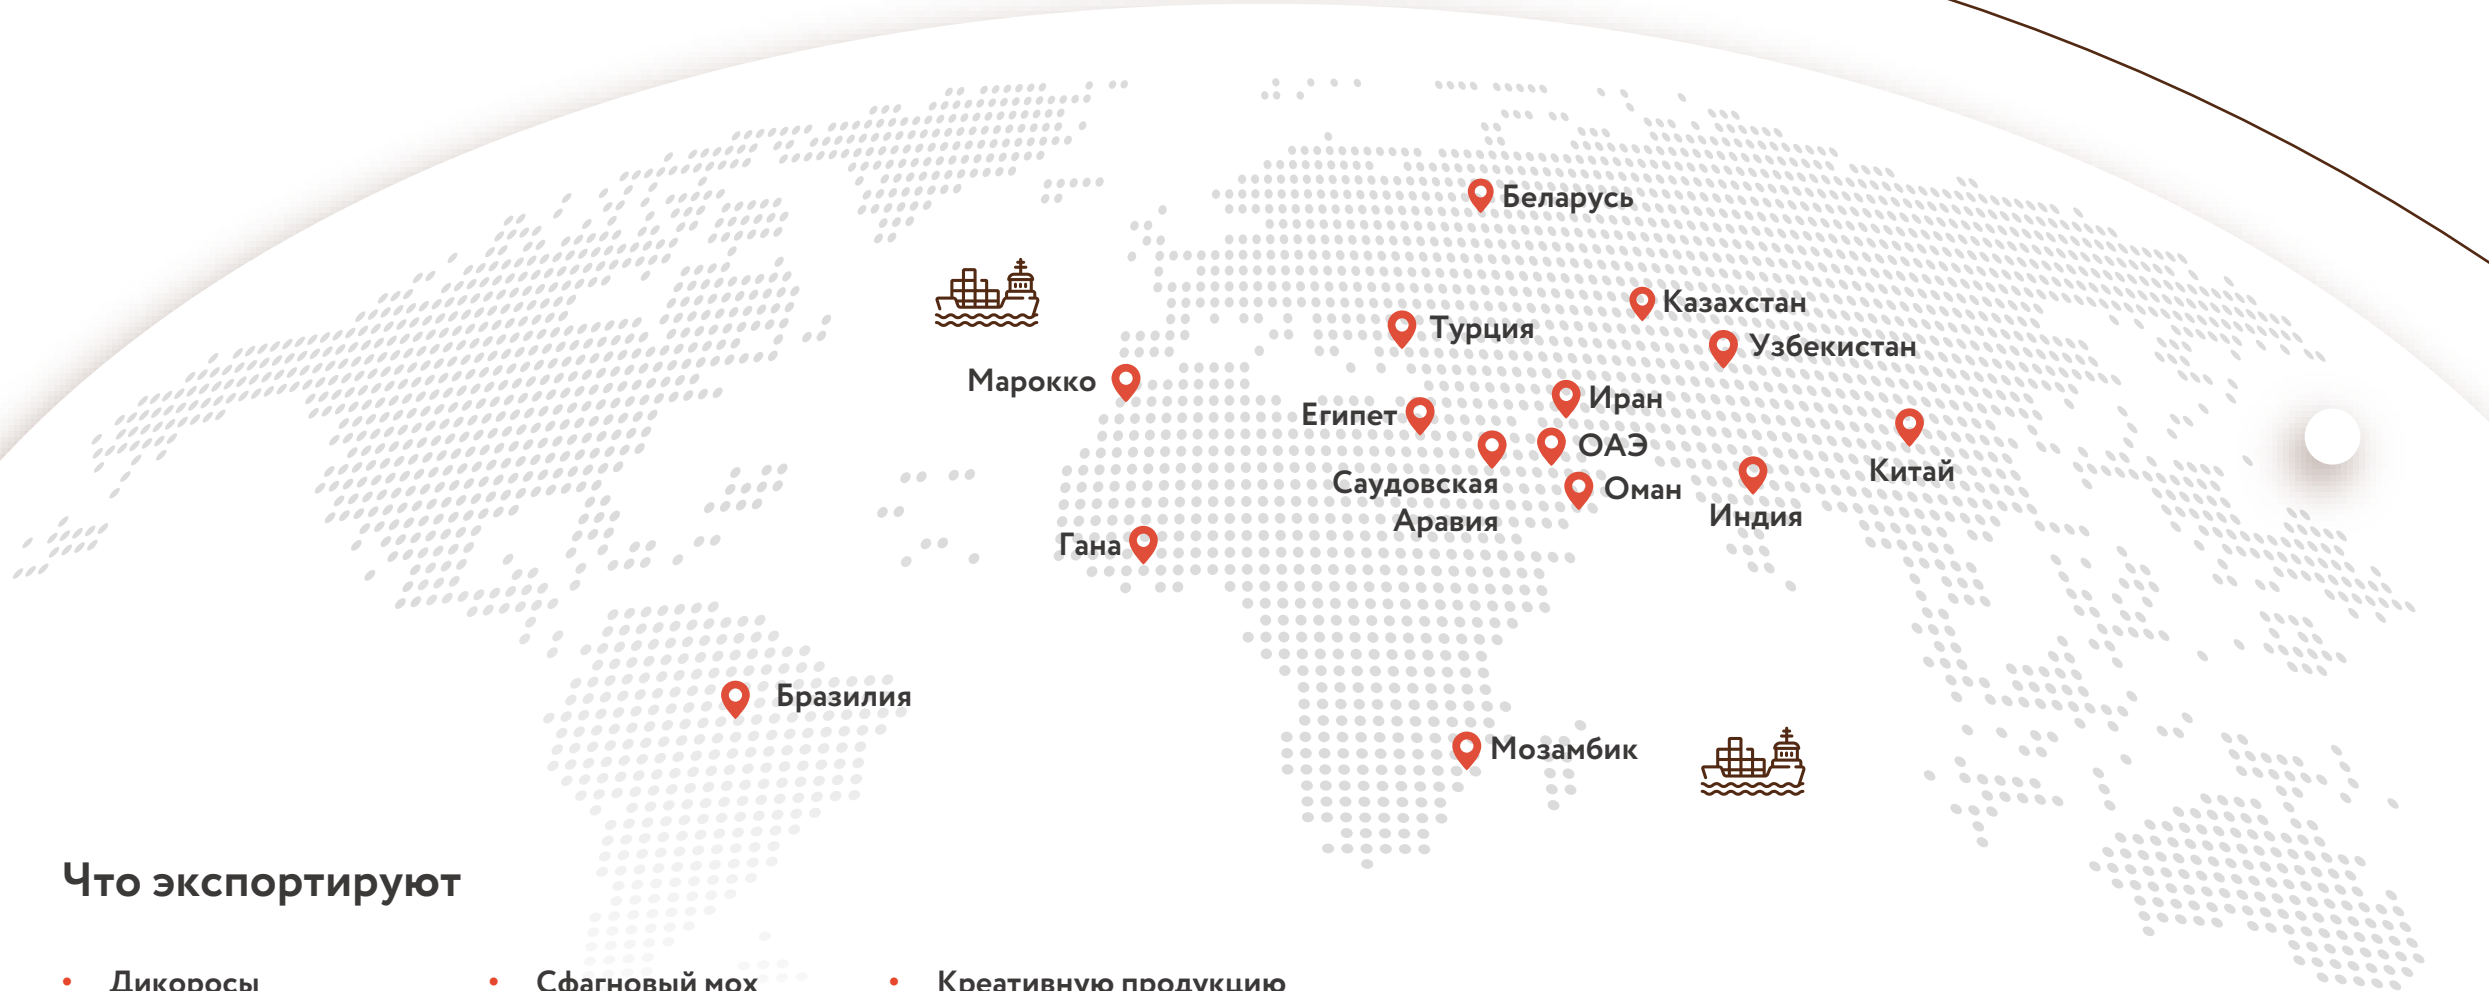 Беларусь
Казахстан
Турция
Узбекистан
Марокко
Иран
Египет
ОАЭ
Китай
Саудовская
Аравия
Оман
Индия
Гана
Бразилия
Мозамбик
Что экспортируют
• Дикоросы
• Сфагновый мох
• Креативную продукцию